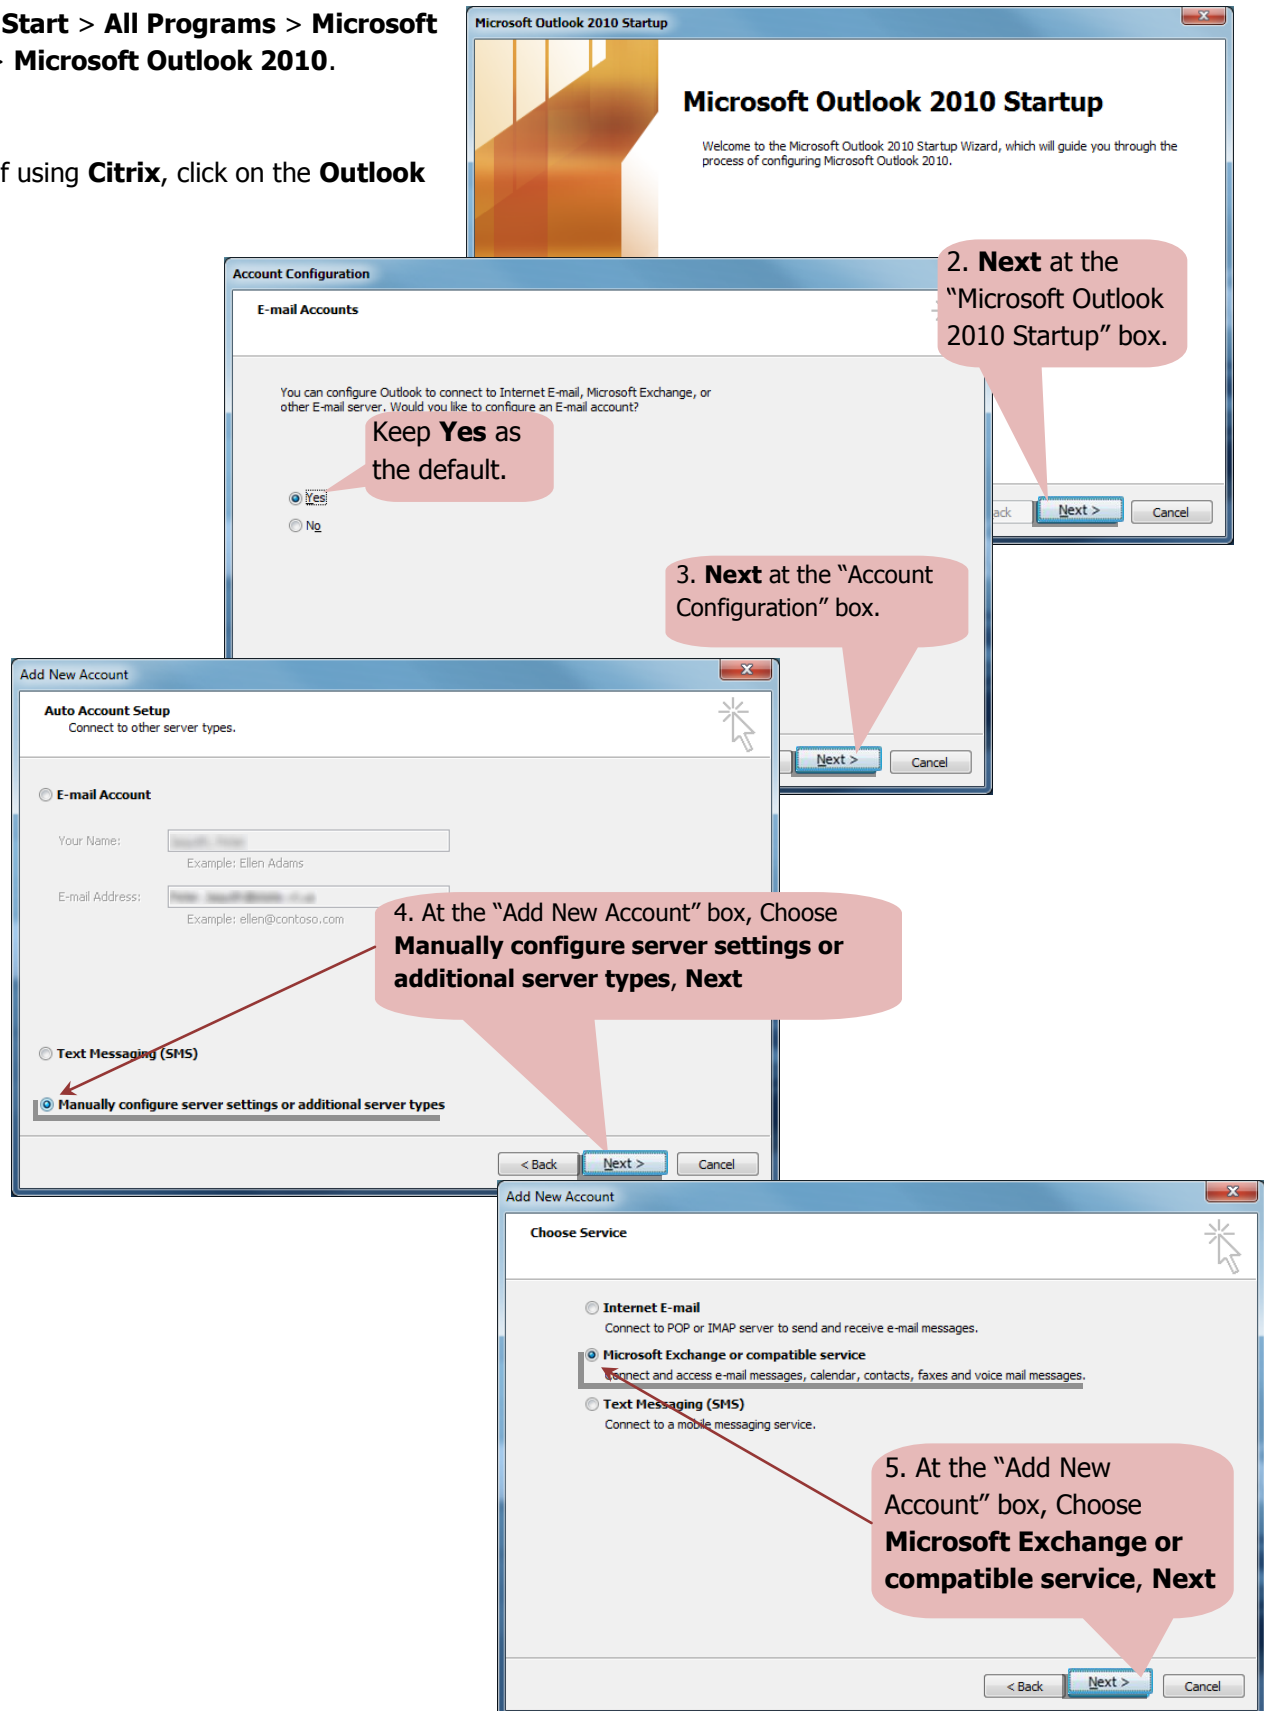 Start > All Programs > Microsoft
> Microsoft Outlook 2010.
f using Citrix, click on the Outlook
Microsoft Outlook 2010 Startup
Microsoft Outlook 2010 Startup
Welcome to the Microsoft Outlook 2010 Startup Wizard, which will guide you through the
process of configuring Microsoft Outlook 2010.
2. Next at the
“Microsoft Outlook
2010 Startup” box.
ack
Next >
Cancel
Account Configuration
E-mail Accounts
You can configure Outlook to connect to Internet E-mail, Microsoft Exchange, or
other E-mail server. Would you like to configure an E-mail account?
Keep Yes as
the default.
Yes
No
3. Next at the “Account
Configuration” box.
Next >
Cancel
Add New Account
Auto Account Setup
Connect to other server types.
E-mail Account
Your Name:
Example: Ellen Adams
E-mail Address:
Example: ellen@contoso.com
4. At the “Add New Account” box, Choose
Manually configure server settings or
additional server types, Next
Text Messaging (SMS)
Manually configure server settings or additional server types
< Back
Next >
Cancel
Add New Account
Choose Service
Internet E-mail
Connect to POP or IMAP server to send and receive e-mail messages.
Microsoft Exchange or compatible service
Connect and access e-mail messages, calendar, contacts, faxes and voice mail messages.
Text Messaging (SMS)
Connect to a mobile messaging service.
5. At the “Add New
Account” box, Choose
Microsoft Exchange or
compatible service, Next
< Back
Next >
Cancel